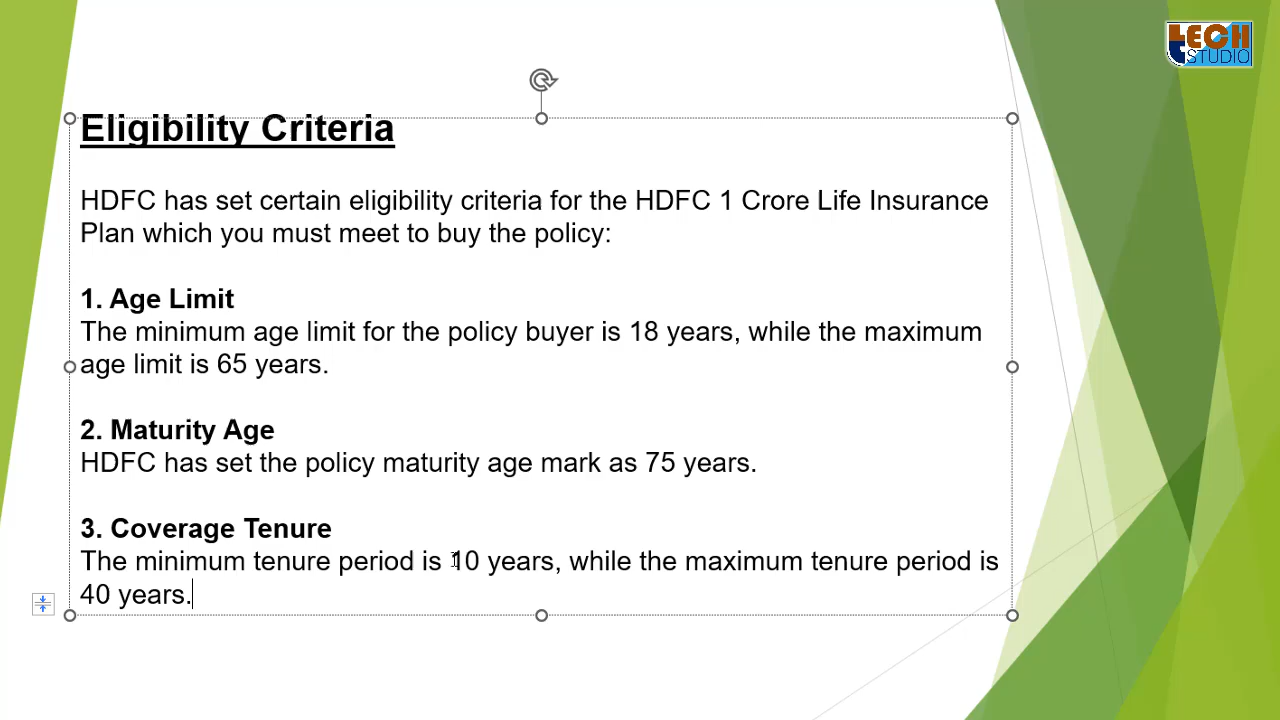 LECH
STUDIO
Eligibility Criteria
HDFC has set certain eligibility criteria for the HDFC 1 Crore Life Insurance
Plan which you must meet to buy the policy:
1. Age Limit
The minimum age limit for the policy buyer is 18 years, while the maximum
age limit is 65 years.
2. Maturity Age
HDFC has set the policy maturity age mark as 75 years.
3. Coverage Tenure
The minimum tenure period is 10 years, while the maximum tenure period is
40 years.